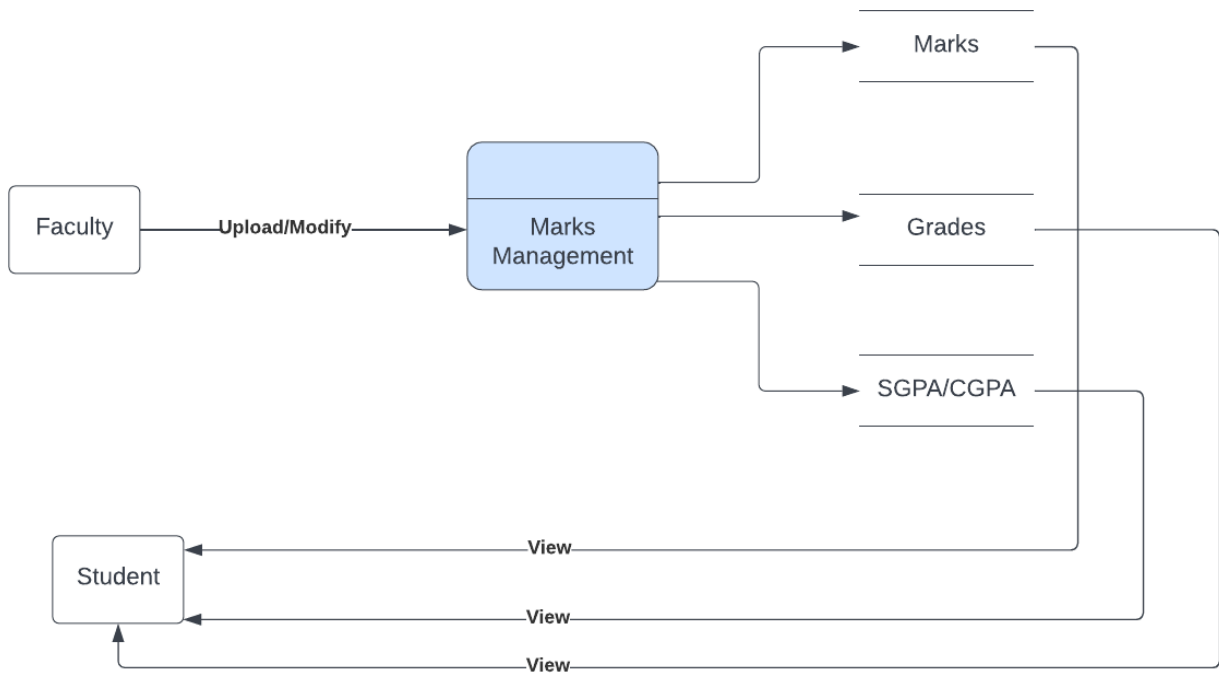 Marks
Faculty
Upload/Modify
Marks
Management
Grades
SGPA/CGPA
Student
View
View
View